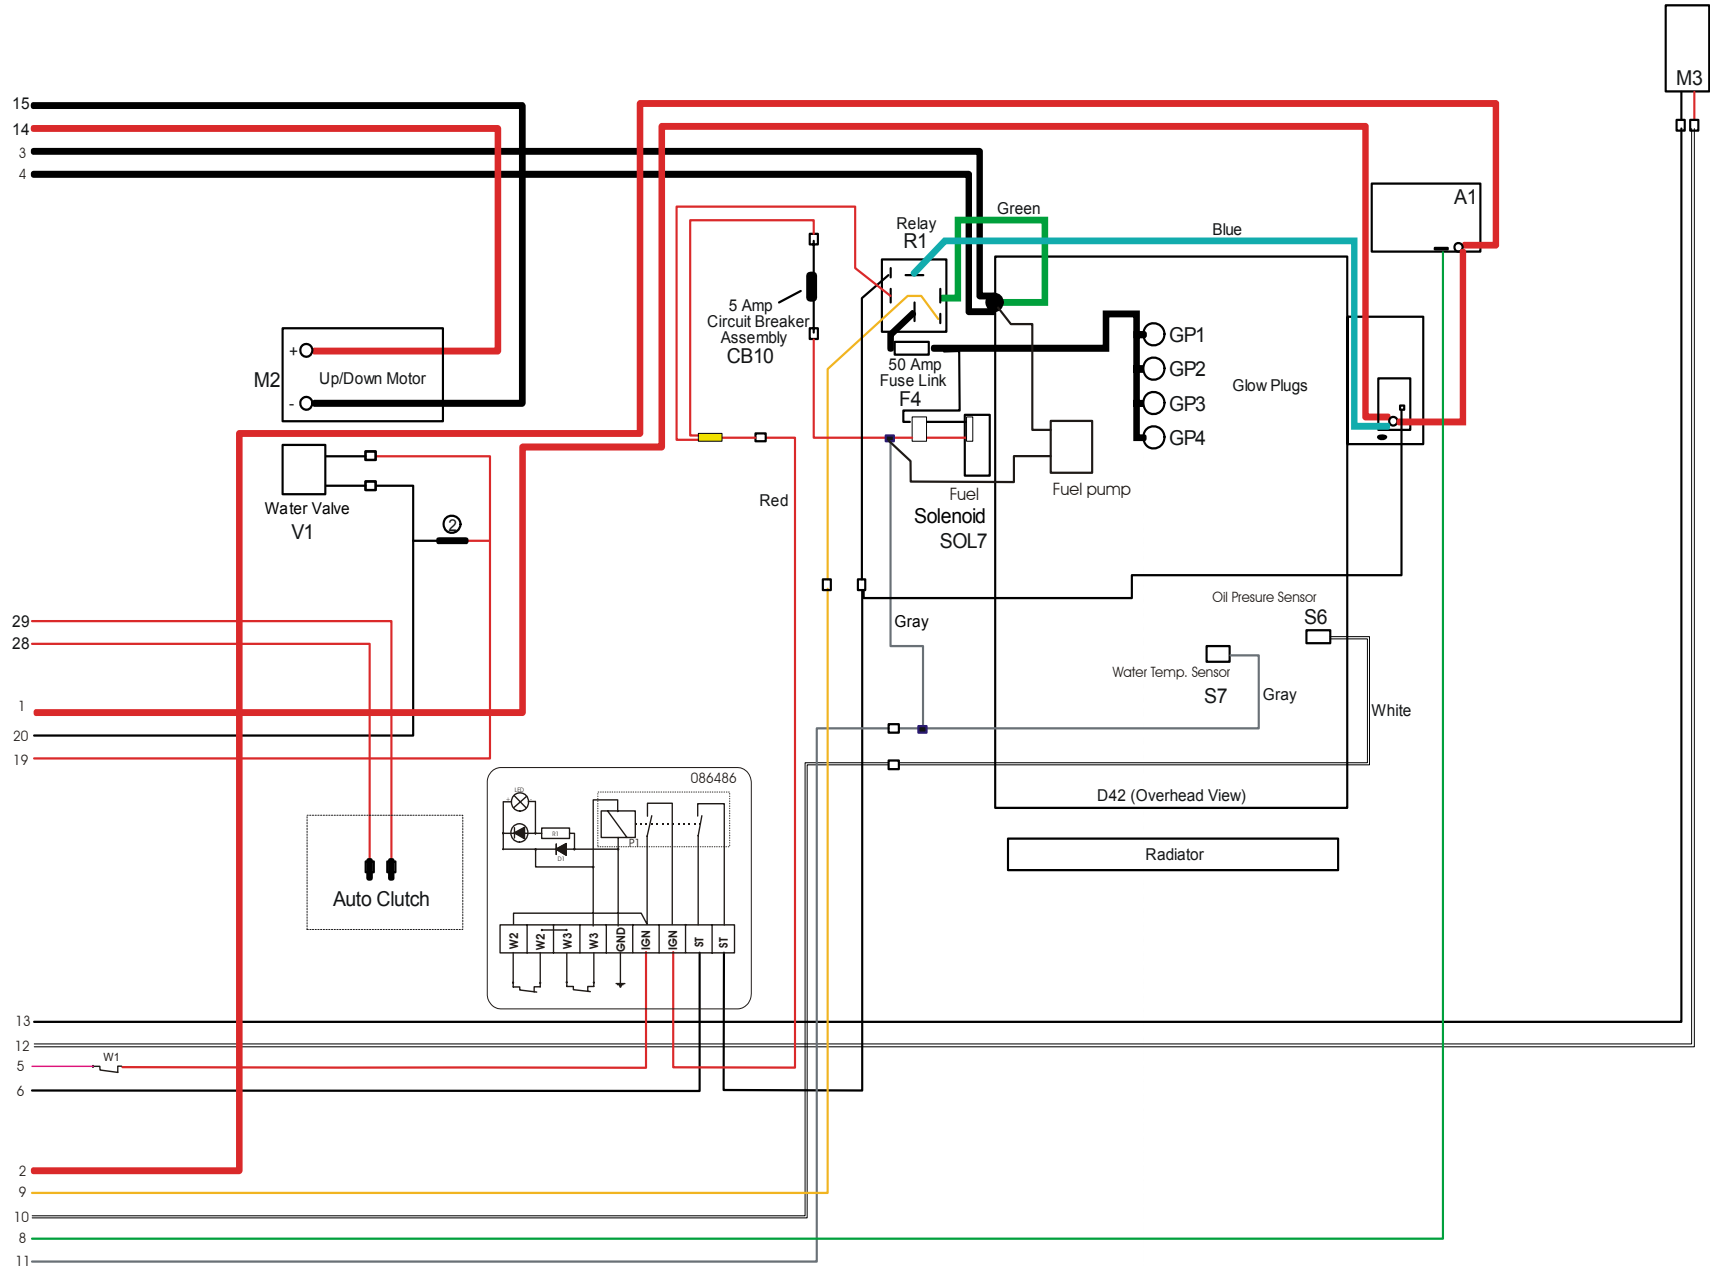 M3
15
14
3
4
A1
Green
Blue
Relay
R1
5 Amp
Circuit Breaker
Assembly
CB10
M2
+
Up/Down Motor
-
50 Amp
Fuse Link
F4
GP1
GP2
GP3
GP4
Glow Plugs
Water Valve
V1
2
Red
Fuel
Solenoid
SOL7
Fuel pump
29
28
Gray
Oil Presure Sensor
S6
Water Temp. Sensor
S7
Gray
White
1
20
19
086486
LED
R1
D1
P1
D42 (Overhead View)
Radiator
Auto Clutch
W2 W2 W3 W3 GND IGN IGN ST ST
13
12
5
W1
6
2
9
10
8
11